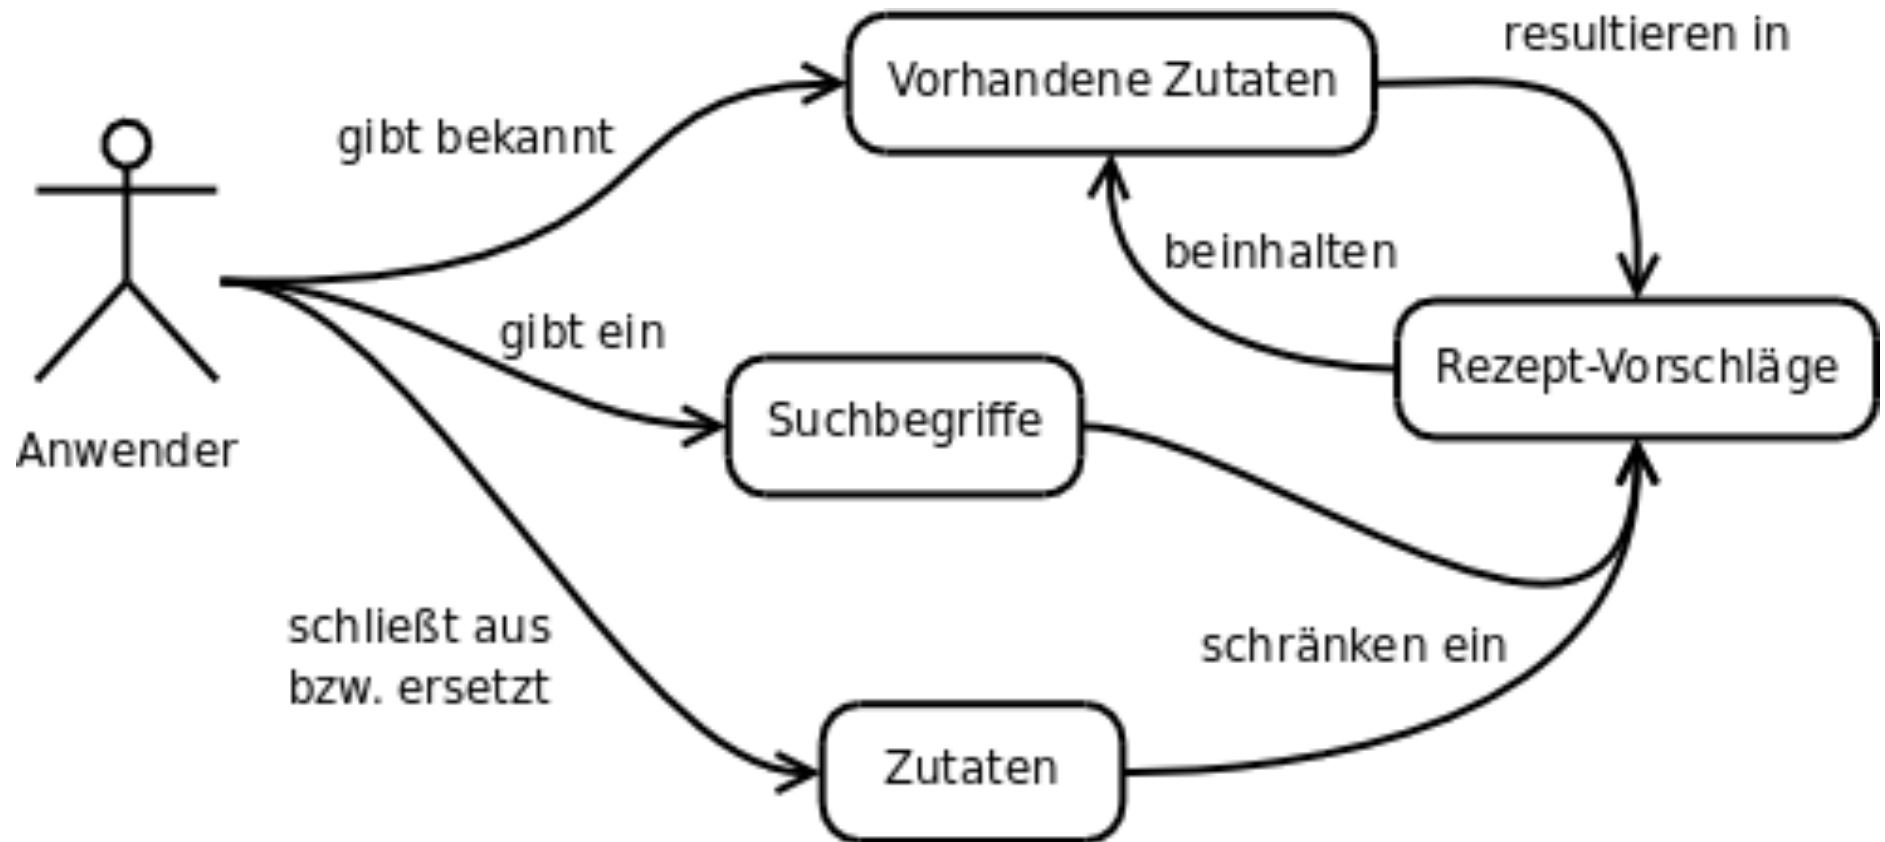 resultieren in
Vorhandene Zutaten
gibt bekannt
beinhalten
gibt ein
Rezept-Vorschläge
Suchbegriffe
Anwender
schließt aus
bzw. ersetzt
schränken ein
Zutaten